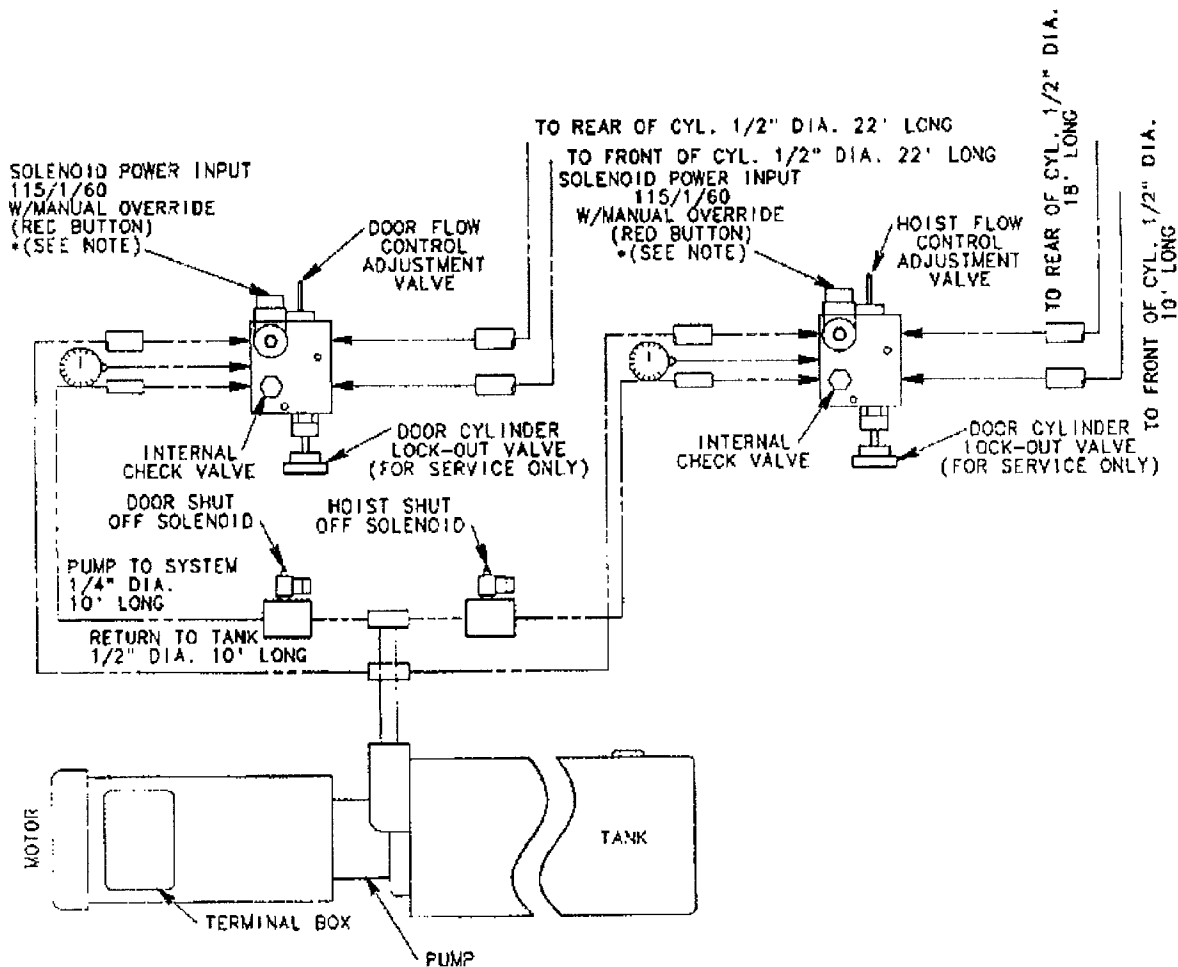 TO REAR OF CYL. 1/2" DIA. 22' LONG
TO FRONT OF CYL. 1/2" DIA. 22' LONG
SOLENOID POWER INPUT
115/1/60
W/MANUAL OVERRIDE
(RED BUTTON)
*(SEE NOTE)
DOOR FLOW
CONTROL
ADJUSTMENT
VALVE
SOLENOID POWER INPUT
115/1/60
W/MANUAL OVERRIDE
(RED BUTTON)
*(SEE NOTE)
HOIST FLOW
CONTROL
ADJUSTMENT
VALVE
TO REAR OF CYL. 1/2" DIA.
18' LONG
TO FRONT OF CYL. 1/2" DIA.
10' LONG
INTERNAL
CHECK VALVE
DOOR CYLINDER
LOCK-OUT VALVE
(FOR SERVICE ONLY)
INTERNAL
CHECK VALVE
DOOR CYLINDER
LOCK-OUT VALVE
(FOR SERVICE ONLY)
DOOR SHUT
OFF SOLENOID
HOIST SHUT
OFF SOLENOID
PUMP TO SYSTEM
1/4" DIA.
10' LONG
RETURN TO TANK
1/2" DIA. 10' LONG
MOTOR
TANK
TERMINAL BOX
PUMP